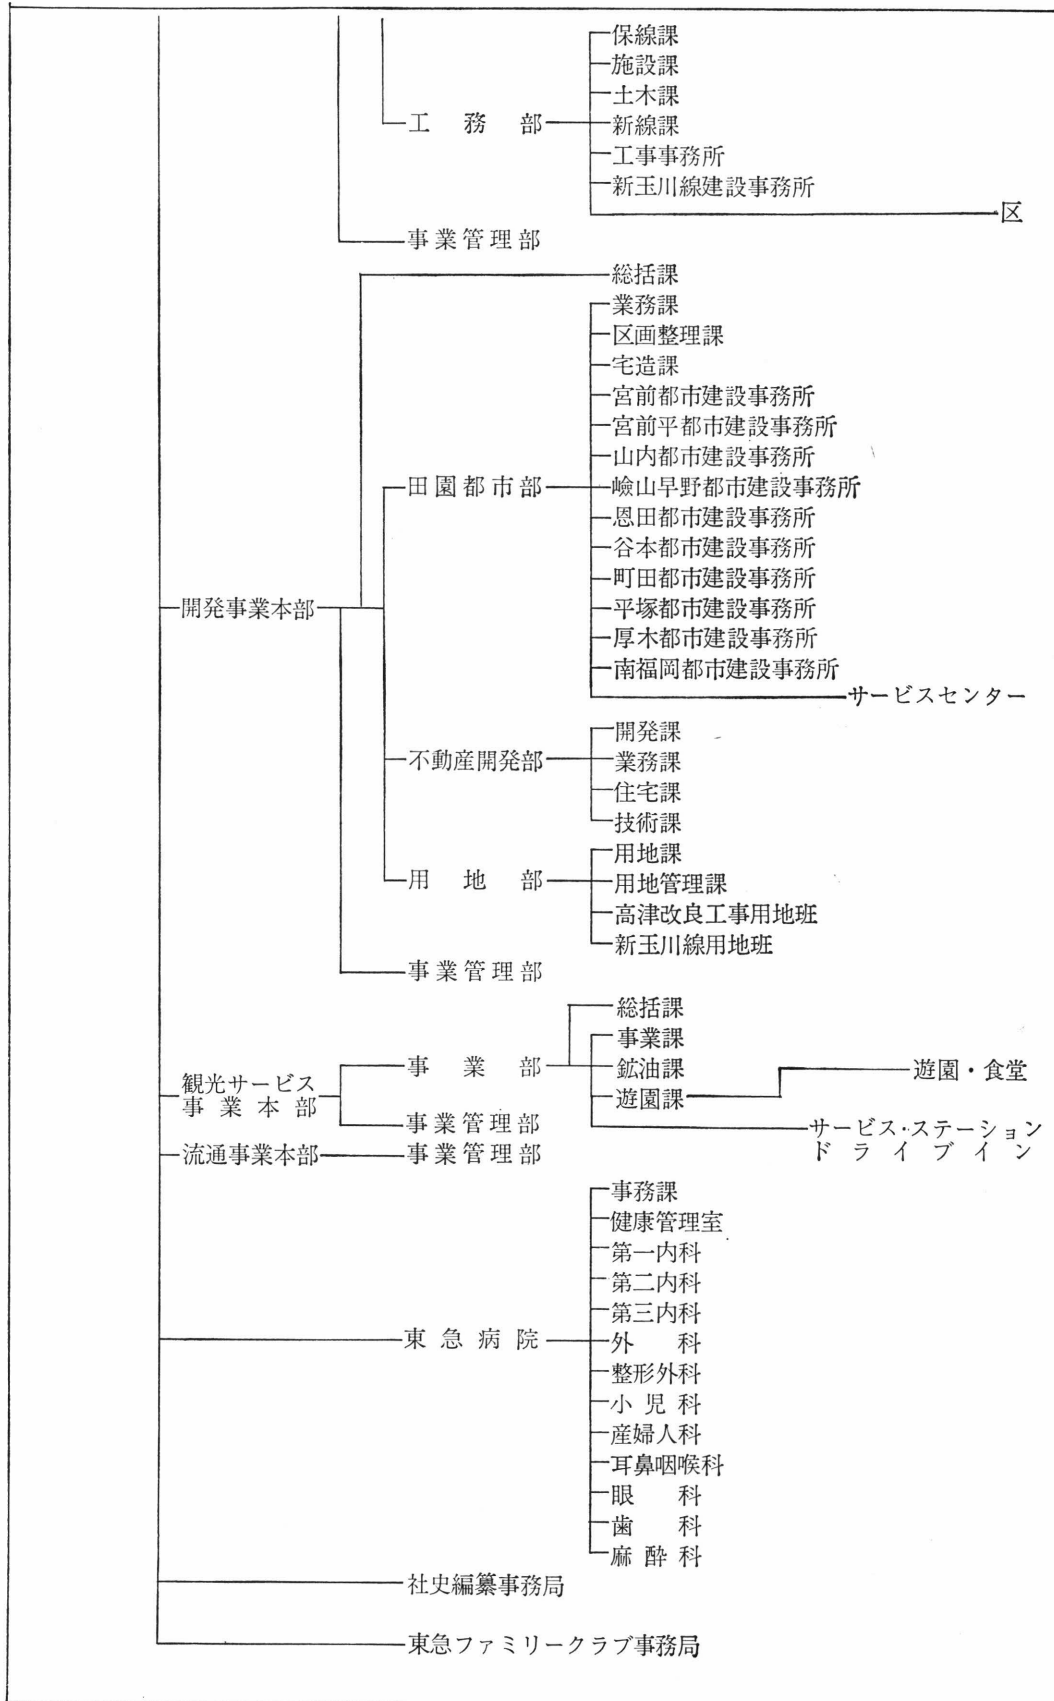 保線課
施設課
土木課
工務部
新線課
工事事務所
新玉川線建設事務所
区
事業管理部
総括課
業務課
区画整理課
宅造課
宮前都市建設事務所
宮前平都市建設事務所
山内都市建設事務所
田園都市部
嶮山早野都市建設事務所
恩田都市建設事務所
谷本都市建設事務所
町田都市建設事務所
開発事業本部
平塚都市建設事務所
厚木都市建設事務所
南福岡都市建設事務所
サービスセンター
開発課
不動産開発部
業務課
住宅課
技術課
用地課
用地部
用地管理課
高津改良工事用地班
新玉川線用地班
事業管理部
総括課
事業課
事業部
鉱油課
遊園・食堂
観光サービス
事業本部
遊園課
事業管理部
サービス・ステーション
ドライブイン
流通事業本部
事業管理部
事務課
健康管理室
第一内科
第二内科
第三内科
東急病院
外科
整形外科
小児科
産婦人科
耳鼻咽喉科
眼科
歯科
麻酔科
社史編纂事務局
東急ファミリークラブ事務局